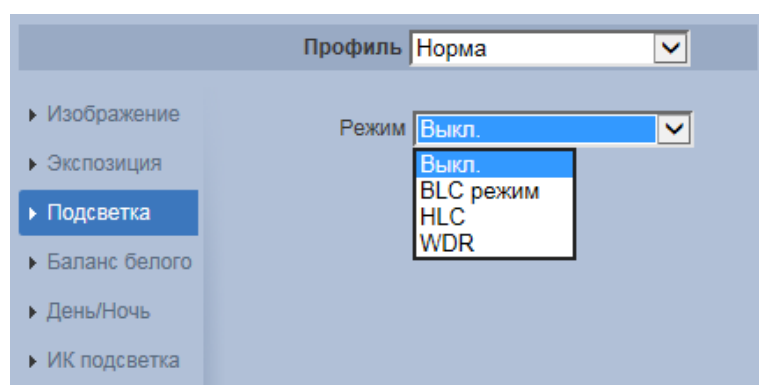 Профиль Норма
Изображение
Режим Выкл.
Экспозиция
Выкл.
BLC режим
Подсветка
HLC
WDR
Баланс белого
День/Ночь
ИК подсветка